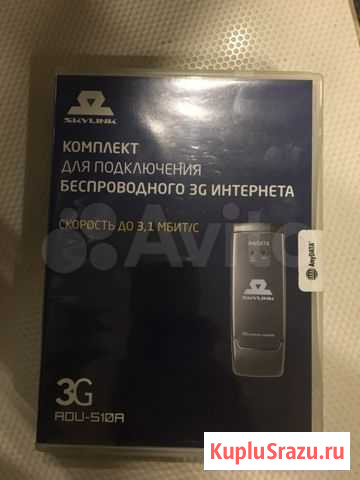 SKYLINK
КОМПЛЕКТ
ДЛЯ ПОДКЛЮЧЕНИЯ
БЕСПРОВОДНОГО 3G ИНТЕРНЕТА
СКОРОСТЬ ДО 3,1 МБИТ/С
Avito
AnyDATA
SKYLINK
AnyDATA
3G
ADU-510A
KupluSrazu.ru